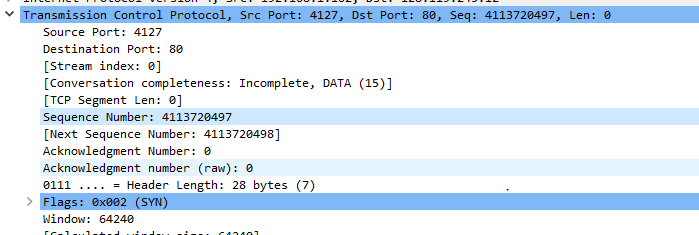 Transmission Control Protocol, Src Port: 4127, Dst Port: 80, Seq: 4113720497, Len: 0
Source Port: 4127
Destination Port: 80
[Stream index: 0]
[Conversation completeness: Incomplete, DATA (15)]
[TCP Segment Len: 0]
Sequence Number: 4113720497
[Next Sequence Number: 4113720498]
Acknowledgment Number: 0
Acknowledgment number (raw): 0
0111 .... = Header Length: 28 bytes (7)
Flags: 0x002 (SYN)
Window: 64240